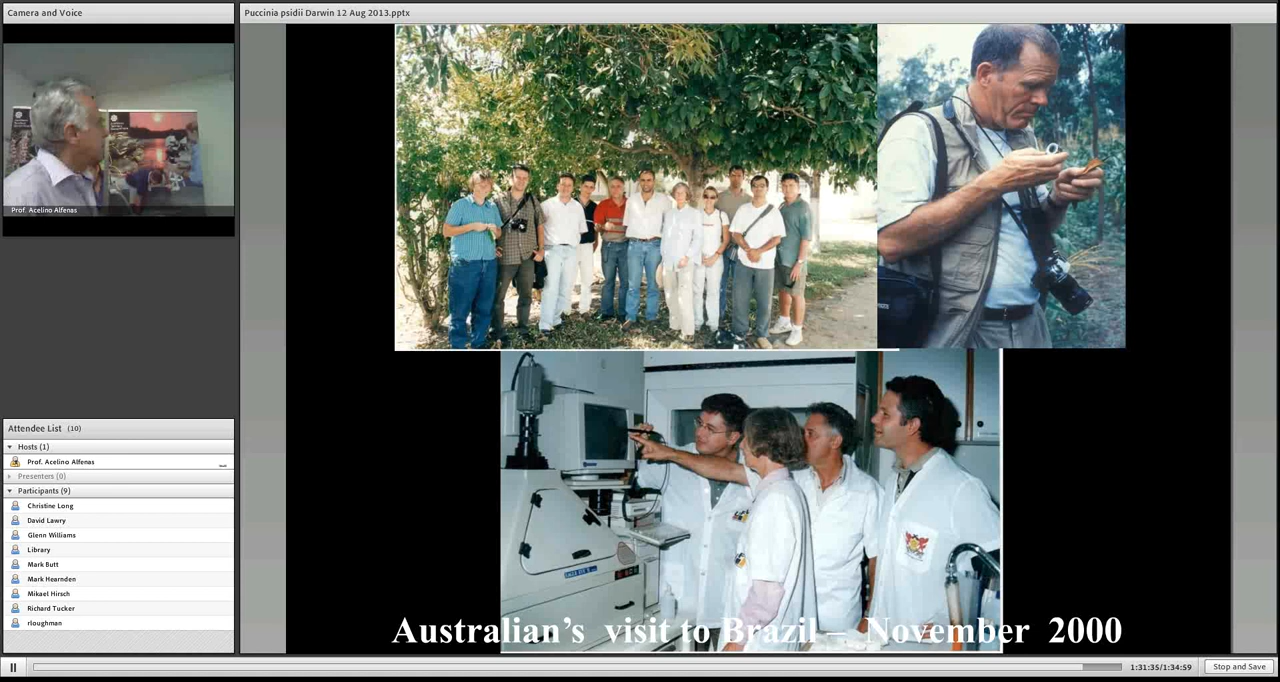 Camera and Voice
Puccinia psidii Darwin 12 Aug 2013.pptx
Prof. Acelino Alfenas
Attendee List (10)
Hosts (1)
Prof. Acelino Alfenas
Presenters (0)
Participants (9)
Christine Long
David Lawry
Glenn Williams
Library
Mark Butt
Mark Hearnden
Mikael Hirsch
Richard Tucker
rloughman
Australian's visit to Brazil – November 2000
1:31:35/1:34:59
Stop and Save